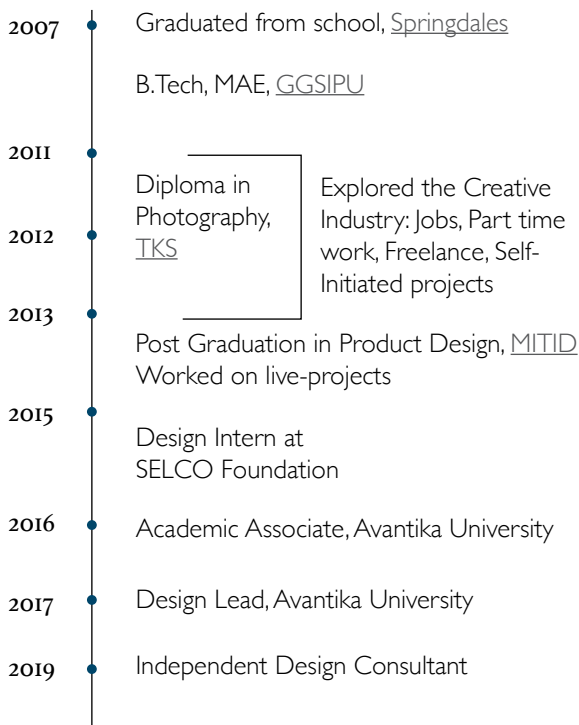 2007
Graduated from school, Springdales
B.Tech, MAE, GGSIPU
2011
Diploma in
Photography,
TKS
2012
Explored the Creative
Industry: Jobs, Part time
work, Freelance, Self-
Initiated projects
2013
Post Graduation in Product Design, MITID
Worked on live-projects
2015
Design Intern at
SELCO Foundation
2016
Academic Associate, Avantika University
2017
Design Lead, Avantika University
2019
Independent Design Consultant